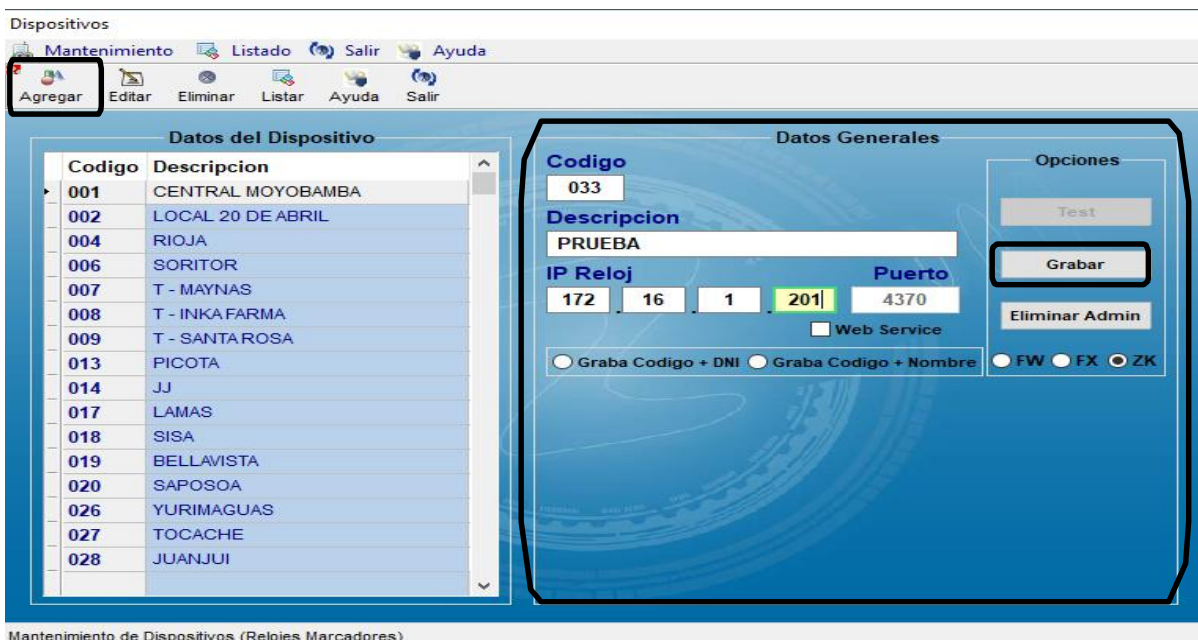 Dispositivos
Mantenimiento Listado Salir Ayuda
Agregar Editar Eliminar Listar Ayuda Salir
Datos del Dispositivo
Codigo Descripcion
001 CENTRAL MOYOBAMBA
002 LOCAL 20 DE ABRIL
004 RIOJA
006 SORITOR
007 T - MAYNAS
008 T - INKAFARMA
009 T - SANTA ROSA
013 PICOTA
014 JJ
017 LAMAS
018 SISA
019 BELLAVISTA
020 SAPOSOA
026 YURIMAGUAS
027 TOCACHE
028 JUANJUI
Datos Generales
Codigo
033
Descripcion
PRUEBA
IP Reloj Puerto
172 . 16 . 1 . 201 4370
Web Service
Graba Codigo + DNI Graba Codigo + Nombre
Opciones
Test
Grabar
Eliminar Admin
FW FX ZK
Mantenimiento de Dispositivos (Relojes Marcadores)